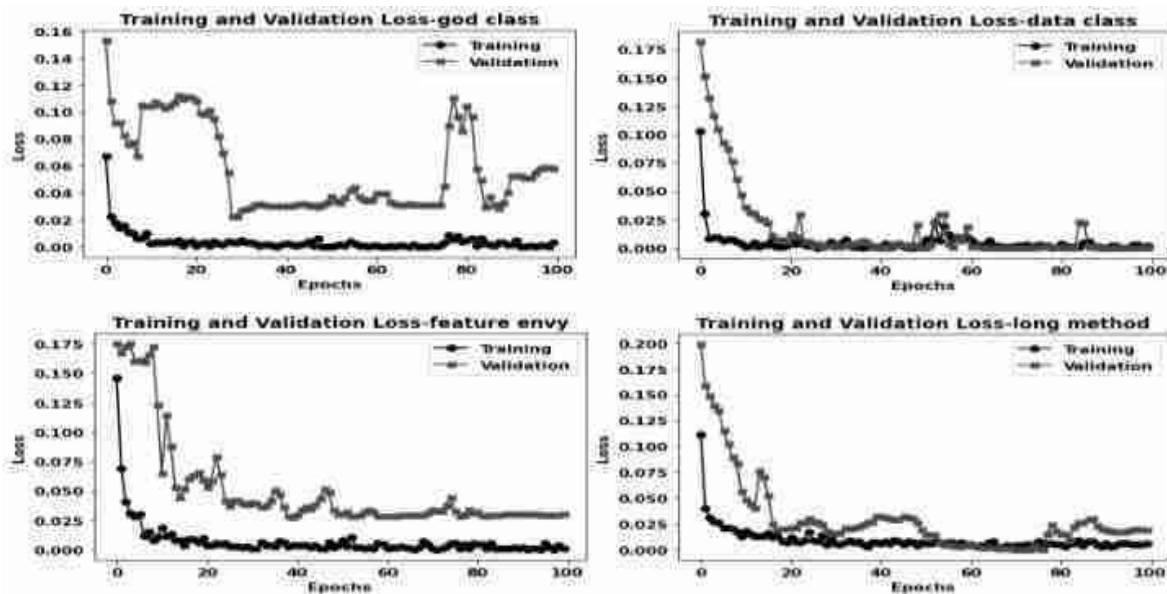 Training and Validation Loss-god class
0.16
0.14
0.12
0.10
0.08
0.06
0.04
0.02
0.00
Loss
Training
Validation
0 20 40 60 80 100
Epochs
Training and Validation Loss-data class
0.175
0.150
0.125
0.100
0.075
0.050
0.025
0.000
Loss
Training
Validation
0 20 40 60 80 100
Epochs
Training and Validation Loss-feature envy
0.175
0.150
0.125
0.100
0.075
0.050
0.025
0.000
Loss
Training
Validation
0 20 40 60 80 100
Epochs
Training and Validation Loss-long method
0.200
0.175
0.150
0.125
0.100
0.075
0.050
0.025
0.000
Loss
Training
Validation
0 20 40 60 80 100
Epochs